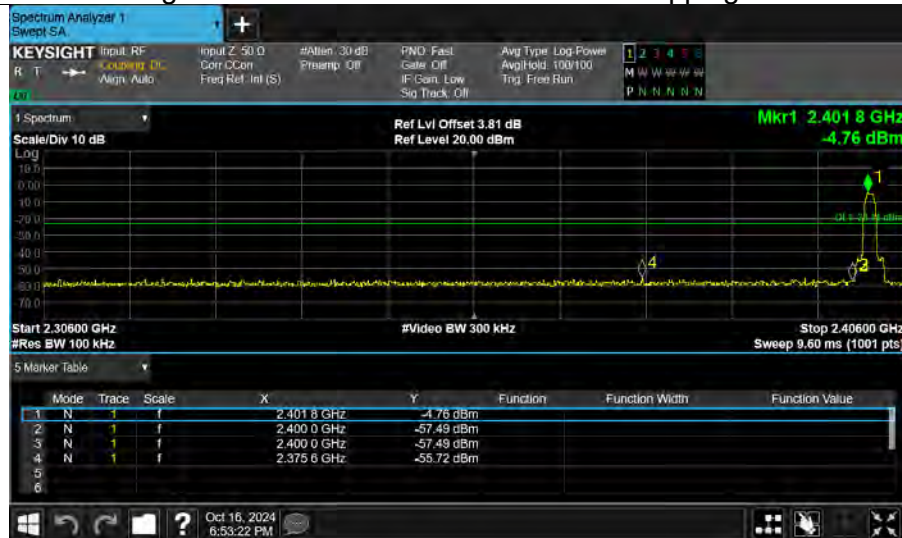 Spectrum Analyzer 1
Swept SA
+
KEYSIGHT Input: RF Input Z: 50 Ω #Atten: 30 dB PNO: Fast Avg Type: Log-Power 1 2 3 4 5 6
R T Coupling: DC Corr CCorr Preamp: Off Gate: Off Avg|Hold: 100/100 M W W W W W
Align: Auto Freq Ref: Int (S) IF Gain: Low Trig: Free Run P N N N N N
Sig Track: Off
1 Spectrum Ref Lvl Offset 3.81 dB Mkr1 2.401 8 GHz
Scale/Div 10 dB Ref Level 20.00 dBm -4.76 dBm
Log
10.0
0.00
-10.0
-20.0
-30.0
-40.0
-50.0
-60.0
-70.0
1
4
Start 2.30600 GHz #Video BW 300 kHz Stop 2.40600 GHz
#Res BW 100 kHz Sweep 9.60 ms (1001 pts)
5 Marker Table
Mode Trace Scale X Y Function Function Width Function Value
1 N 1 f 2.401 8 GHz -4.76 dBm
2 N 1 f 2.400 0 GHz -57.49 dBm
3 N 1 f 2.400 0 GHz -57.49 dBm
4 N 1 f 2.375 6 GHz -55.72 dBm
5
6
? Oct 16, 2024
6:53:22 PM